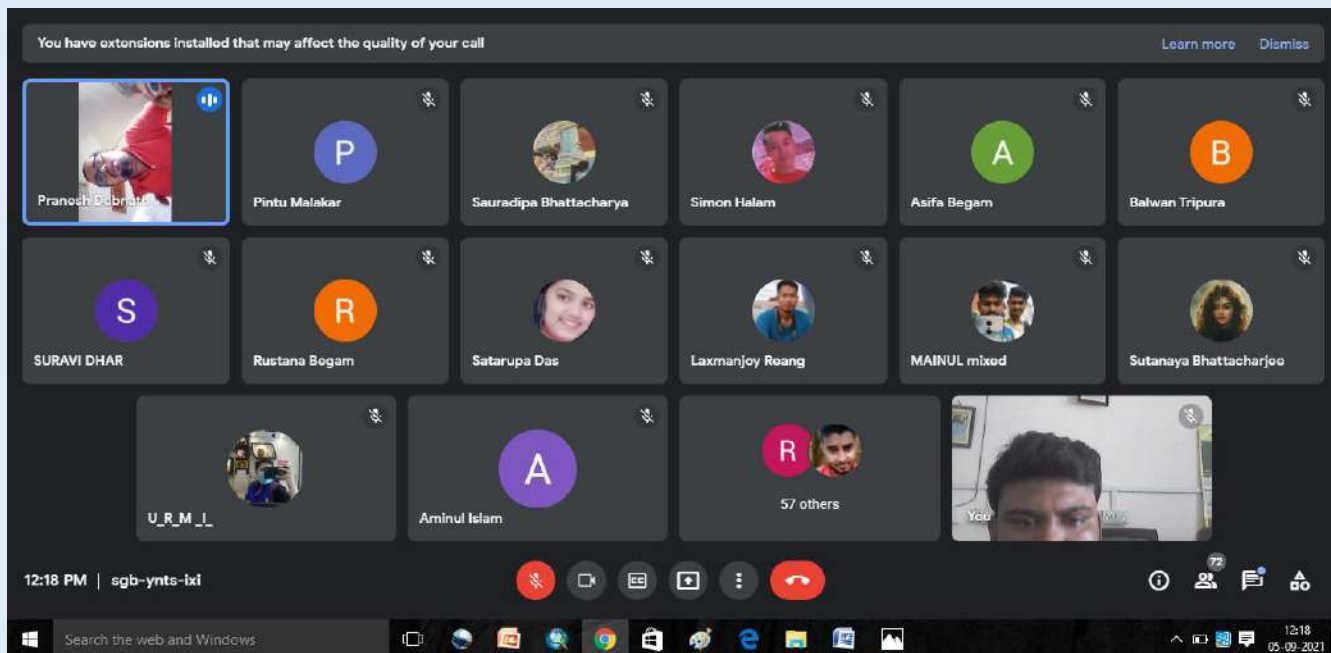 You have extensions installed that may affect the quality of your call Learn more Dismiss
Pranesh Debnath
P
Pintu Malakar
Sauradipa Bhattacharya
Simon Halam
A
Asifa Begam
B
Balwan Tripura
S
SURAVI DHAR
R
Rustana Begam
Satarupa Das
Laxmanjoy Reang
MAINUL mixed
Sutanaya Bhattacharjee
U_R_M_I_
A
Aminul Islam
R
57 others
You
12:18 PM | sgb-ynts-ixi
CC
72
Search the web and Windows
12:18
05-09-2021